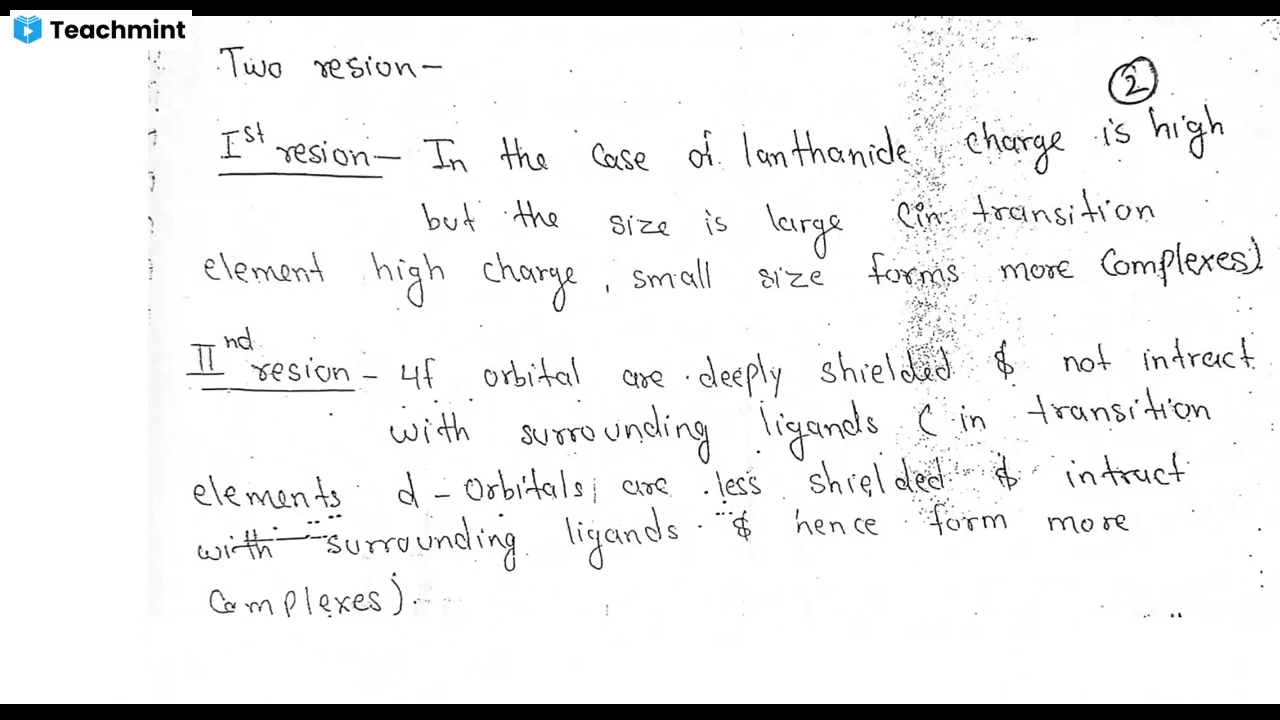 Teachmint
Two resion-
2
Ist resion- In the case of lanthanide, charge is high
but the size is large (in transition
element high charge, small size forms more complexes).
IInd resion - 4f orbital are deeply shielded & not intract
with surrounding ligands (in transition
elements d-orbitals; are less shielded & intract
with surrounding ligands & hence form more
complexes).